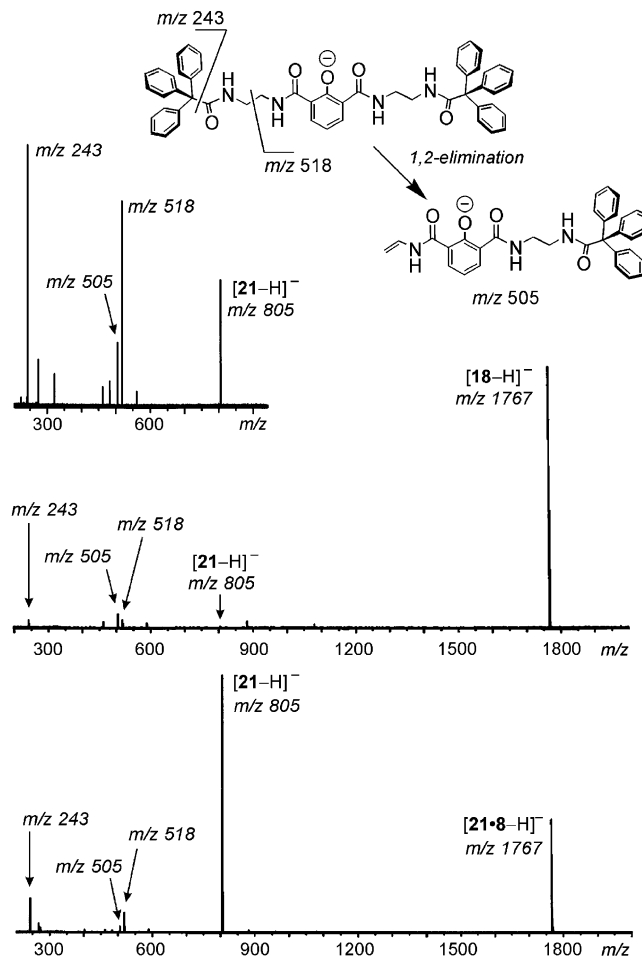 m/z 243
O⊖
O
H
N
N
H
O
O
N
H
H
N
O
m/z 518
1,2-elimination
m/z 243
m/z 518
m/z 505
[21–H]⁻
m/z 805
O
O⊖
O
H
N
N
H
N
H
O
m/z 505
300
600
m/z
[18–H]⁻
m/z 1767
m/z 243
m/z 518
m/z 505
[21–H]⁻
m/z 805
300
600
900
1200
1500
1800
m/z
[21–H]⁻
m/z 805
m/z 243
m/z 518
m/z 505
[21•8–H]⁻
m/z 1767
300
600
900
1200
1500
1800
m/z